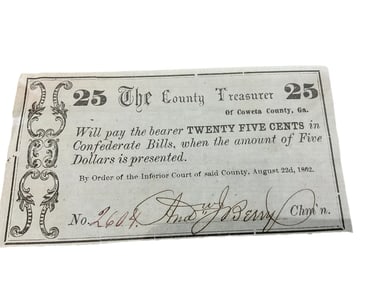 25 The County Treasurer 25
Of Coweta County, Ga.
Will pay the bearer TWENTY FIVE CENTS in
Confederate Bills, when the amount of Five
Dollars is presented.
By Order of the Inferior Court of said County, August 22d, 1862.
No. 2604. Andw J Berry Chm'n.